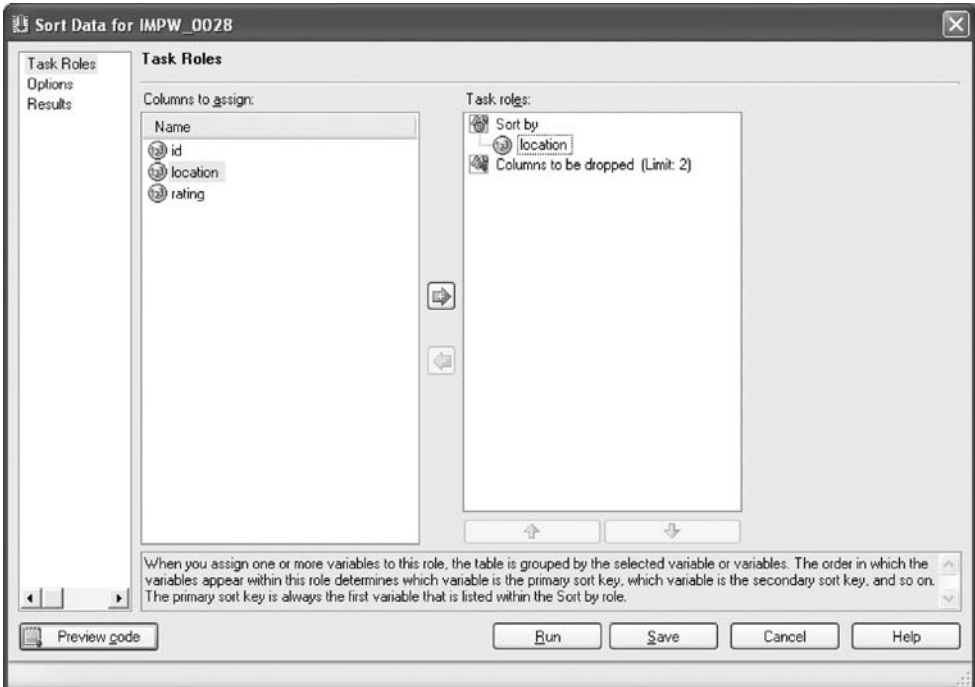 Sort Data for IMPW_0028
Task Roles
Options
Results
Task Roles
Columns to assign:
Name
id
location
rating
Task roles:
Sort by
location
Columns to be dropped (Limit: 2)
When you assign one or more variables to this role, the table is grouped by the selected variable or variables. The order in which the
variables appear within this role determines which variable is the primary sort key, which variable is the secondary sort key, and so on.
The primary sort key is always the first variable that is listed within the Sort by role.
Preview code
Run
Save
Cancel
Help